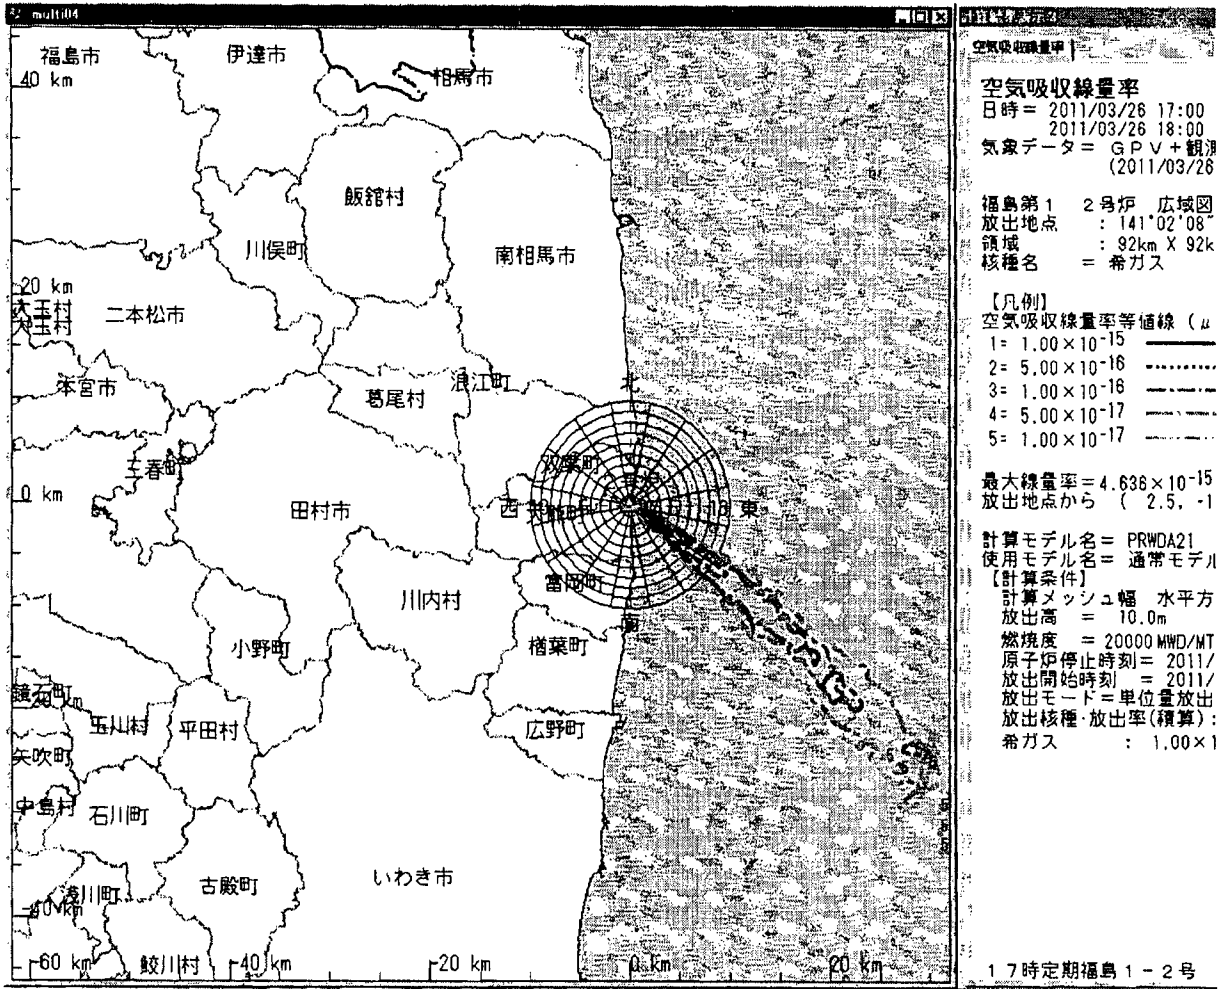 multi04
福島市
伊達市
相馬市
40 km
飯舘村
川俣町
南相馬市
20 km
大玉村
大玉村
二本松市
本宮市
葛尾村
浪江町
北
三春町
双葉町
0 km
田村市
西
東
富岡町
川内村
南
小野町
楢葉町
鏡石町
玉川村
平田村
広野町
矢吹町
中島村
石川町
浅川町
古殿町
いわき市
-40 km
-60 km
鮫川村
-40 km
-20 km
0 km
20 km
空気吸収線量率
空気吸収線量率
日時= 2011/03/26 17:00
2011/03/26 18:00
気象データ= GPV+観測
(2011/03/26
福島第1 2号炉 広域図
放出地点 : 141°02'08"
領域 : 92km X 92k
核種名 = 希ガス
【凡例】
空気吸収線量率等値線 (μ
1= 1.00×10-15
2= 5.00×10-16
3= 1.00×10-16
4= 5.00×10-17
5= 1.00×10-17
最大線量率=4.636×10-15
放出地点から ( 2.5, -1
計算モデル名= PRWDA21
使用モデル名= 通常モデル
【計算条件】
計算メッシュ幅 水平方
放出高 = 10.0m
燃焼度 = 20000MWD/MT
原子炉停止時刻= 2011/
放出開始時刻 = 2011/
放出モード=単位量放出
放出核種・放出率(積算):
希ガス : 1.00×1
17時定期福島1-2号